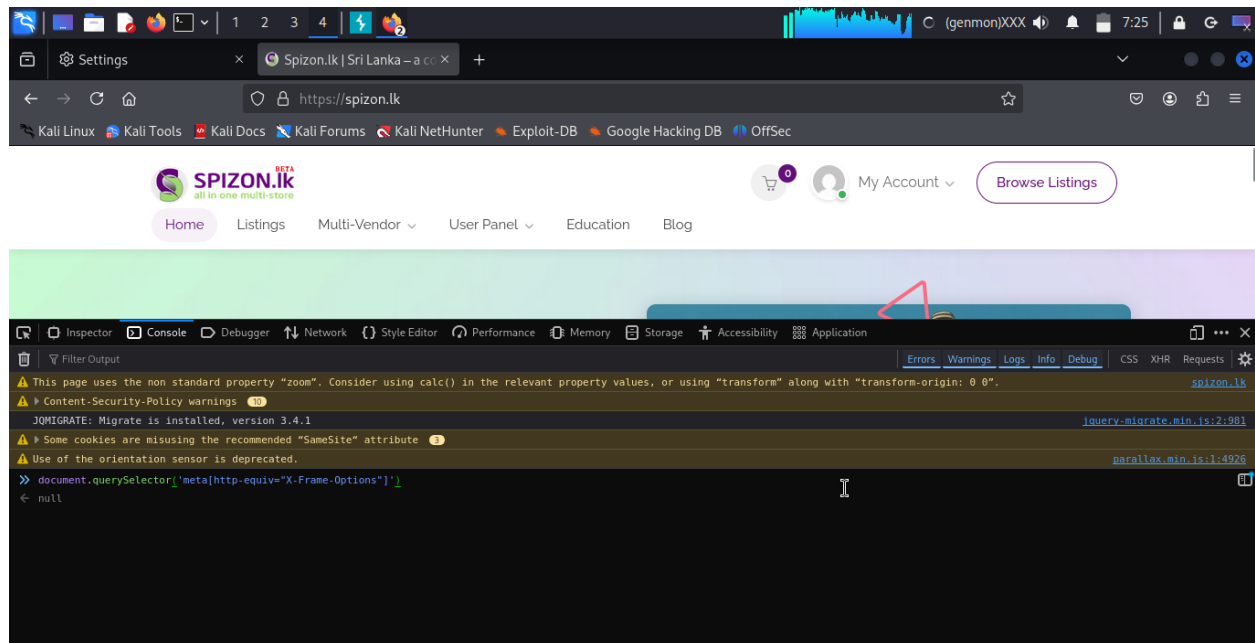 1 2 3 4 2 (genmon)XXX 7:25
Settings × Spizon.lk | Sri Lanka – a co × +
https://spizon.lk
Kali Linux Kali Tools Kali Docs Kali Forums Kali NetHunter Exploit-DB Google Hacking DB OffSec
SPIZON.lk BETA
all in one multi-store
0 My Account Browse Listings
Home Listings Multi-Vendor User Panel Education Blog
Inspector Console Debugger Network Style Editor Performance Memory Storage Accessibility Application
Filter Output Errors Warnings Logs Info Debug CSS XHR Requests
This page uses the non standard property “zoom”. Consider using calc() in the relevant property values, or using “transform” along with “transform-origin: 0 0”. spizon.lk
Content-Security-Policy warnings 10
JQMIGRATE: Migrate is installed, version 3.4.1 jquery-migrate.min.js:2:981
Some cookies are misusing the recommended “SameSite” attribute 3
Use of the orientation sensor is deprecated. parallax.min.js:1:4926
document.querySelector('meta[http-equiv="X-Frame-Options"]')
null